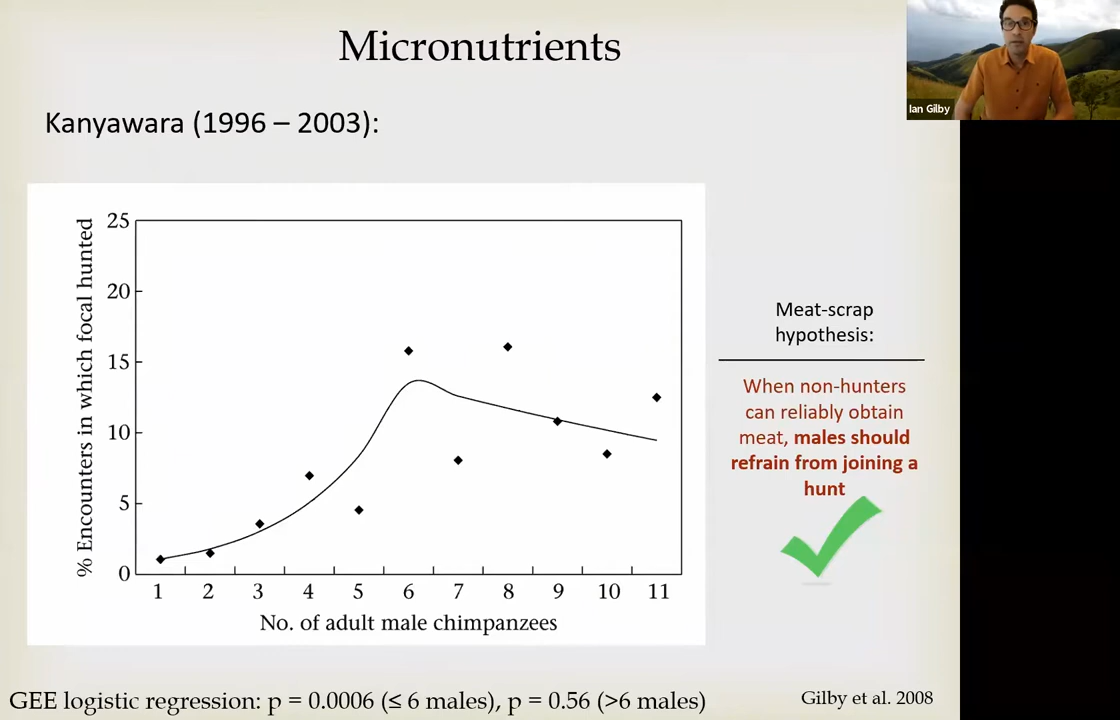 Micronutrients
Ian Gilby
Kanyawara (1996 – 2003):
% Encounters in which focal hunted
25
20
15
10
5
0
1 2 3 4 5 6 7 8 9 10 11
No. of adult male chimpanzees
Meat-scrap
hypothesis:
When non-hunters
can reliably obtain
meat, males should
refrain from joining a
hunt
GEE logistic regression: p = 0.0006 (≤ 6 males), p = 0.56 (>6 males)
Gilby et al. 2008